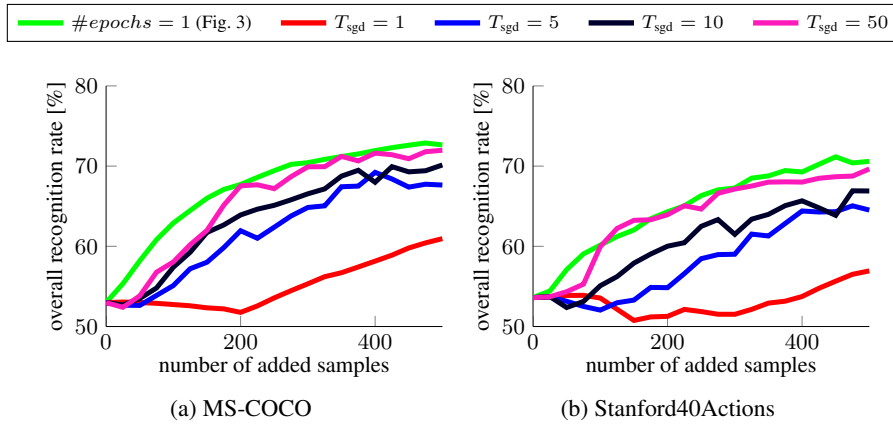 #epochs = 1 (Fig. 3) T_sgd = 1 T_sgd = 5 T_sgd = 10 T_sgd = 50
80
70
60
50
0 200 400
overall recognition rate [%]
number of added samples
(a) MS-COCO
80
70
60
50
0 200 400
overall recognition rate [%]
number of added samples
(b) Stanford40Actions